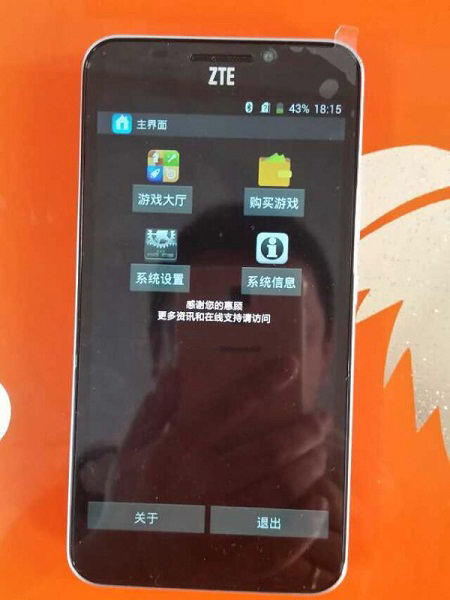 ZTE
43% 18:15
主界面
游戏大厅
购买游戏
系统设置
系统信息
感谢您的惠顾
更多资讯和在线支持请访问
关于
退出